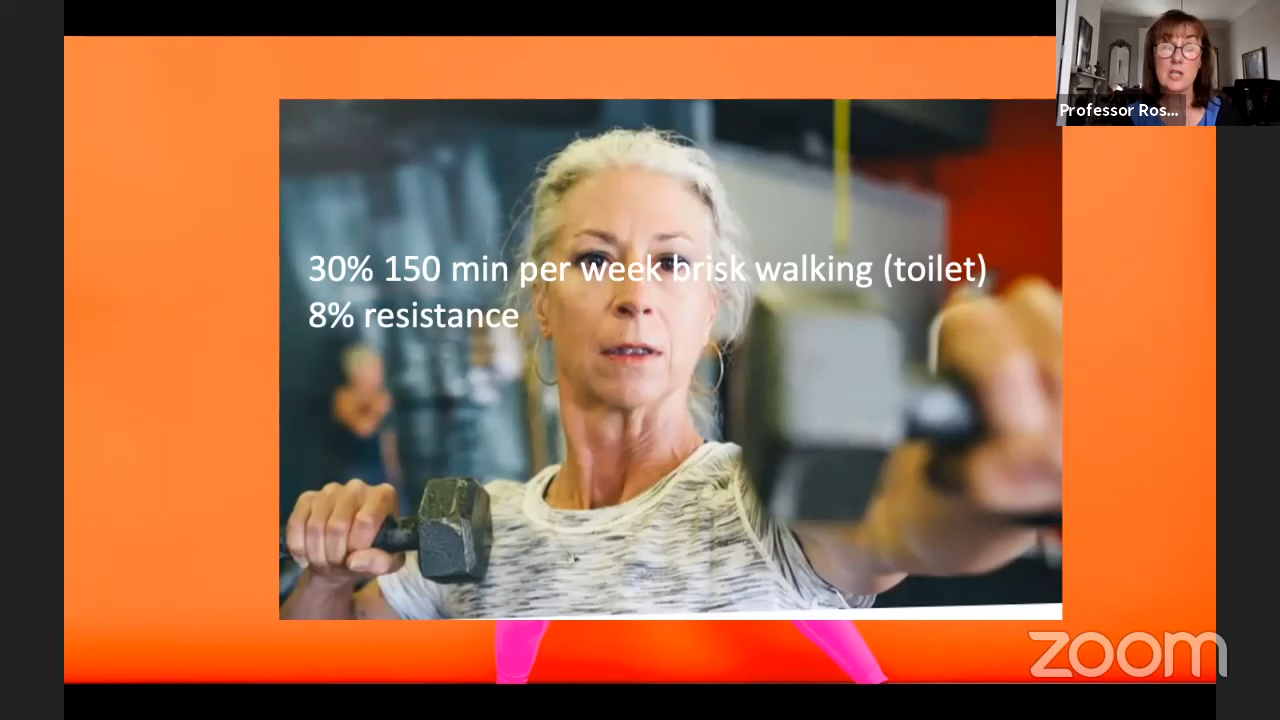 Professor Ros...
30% 150 min per week brisk walking (toilet)
8% resistance
zoom